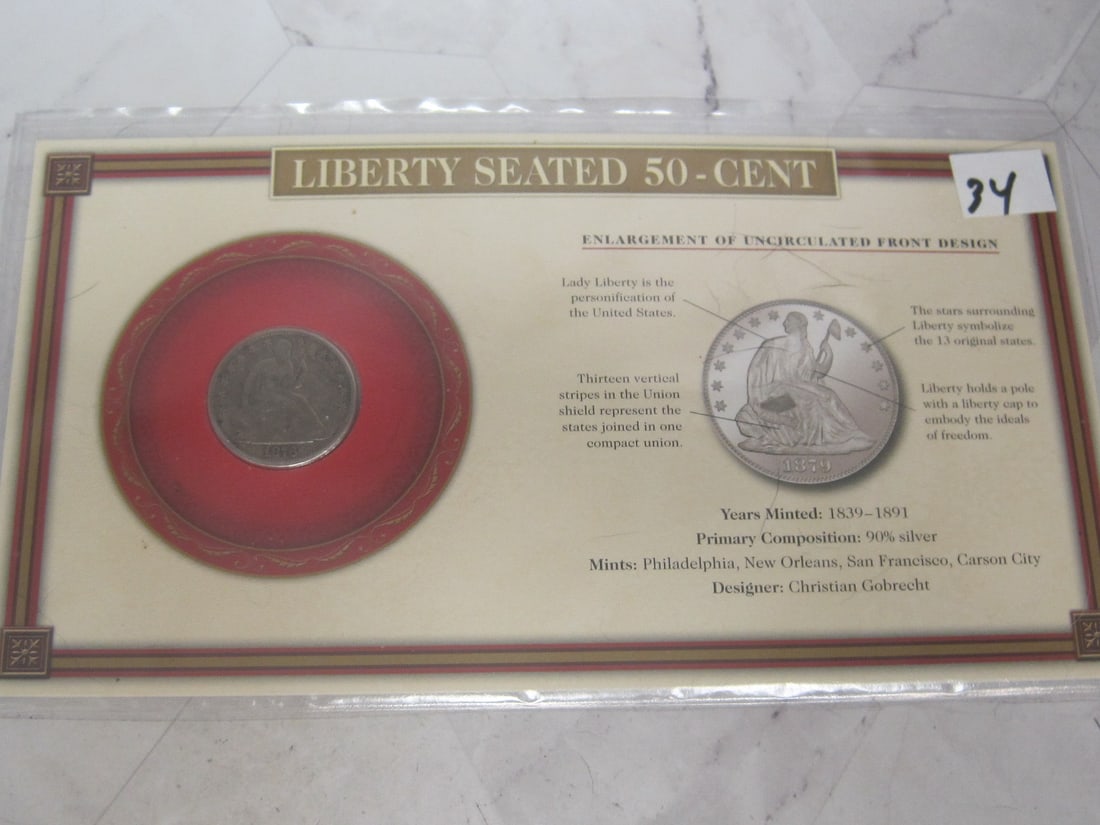 LIBERTY SEATED 50-CENT
34
ENLARGEMENT OF UNCIRCULATED FRONT DESIGN
Lady Liberty is the
personification of
the United States.
The stars surrounding
Liberty symbolize
the 13 original states.
Thirteen vertical
stripes in the Union
shield represent the
states joined in one
compact union.
Liberty holds a pole
with a liberty cap to
embody the ideals
of freedom.
1879
Years Minted: 1839–1891
Primary Composition: 90% silver
Mints: Philadelphia, New Orleans, San Francisco, Carson City
Designer: Christian Gobrecht